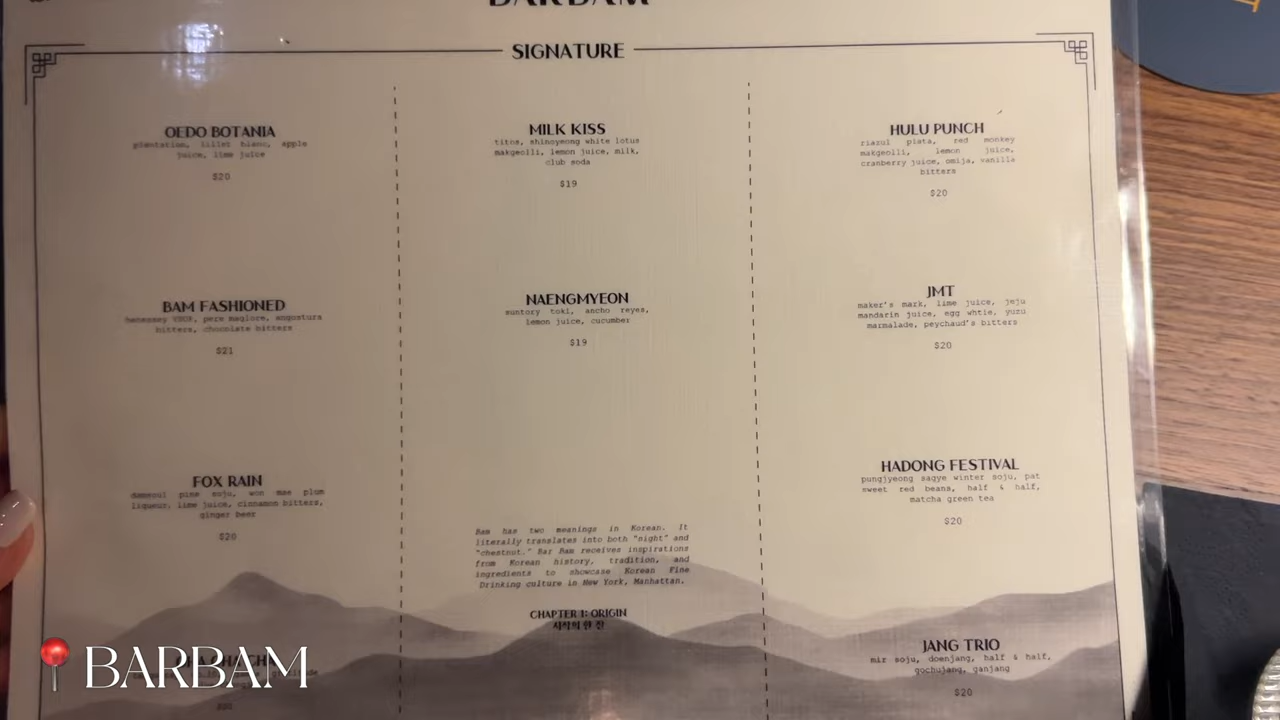 BARBAM
SIGNATURE
OEDO BOTANIA
plantation, lillet blanc, apple
juice, lime juice
$20
BAM FASHIONED
hennessy VSOP, pere magloire, angostura
bitters, chocolate bitters
$21
FOX RAIN
damsoul pine soju, won mae plum
liqueur, lime juice, cinnamon bitters,
ginger beer
$20
MILK KISS
titos, shinoyeong white lotus
makgeolli, lemon juice, milk,
club soda
$19
NAENGMYEON
suntory toki, ancho reyes,
lemon juice, cucumber
$19
Bam has two meanings in Korean. It
literally translates into both "night" and
"chestnut." Bar Bam receives inspirations
from Korean history, tradition, and
ingredients to showcase Korean Fine
Drinking culture in New York, Manhattan.
CHAPTER 1: ORIGIN
시작의 한 잔
HULU PUNCH
riazul plata, red monkey
makgeolli, lemon juice,
cranberry juice, omija, vanilla
bitters
$20
JMT
maker's mark, lime juice, jeju
mandarin juice, egg whtie, yuzu
marmalade, peychaud's bitters
$20
HADONG FESTIVAL
pungjyeong sagye winter soju, pat
sweet red beans, half & half,
matcha green tea
$20
JANG TRIO
mir soju, doenjang, half & half,
gochujang, ganjang
$20
BARBAM